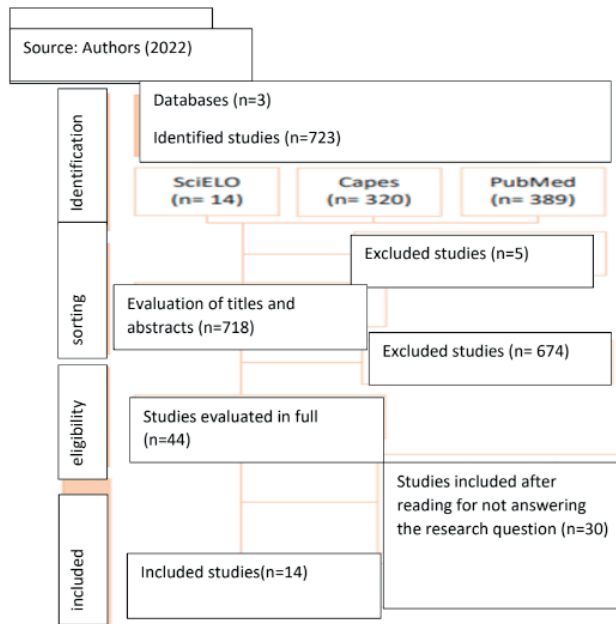 Source: Authors (2022)
Databases (n=3)
Identified studies (n=723)
Identification
SciELO
(n= 14)
Capes
(n= 320)
PubMed
(n= 389)
Excluded studies (n=5)
sorting
Evaluation of titles and
abstracts (n=718)
Excluded studies (n= 674)
eligibility
Studies evaluated in full
(n=44)
Studies included after
reading for not answering
the research question (n=30)
included
Included studies(n=14)